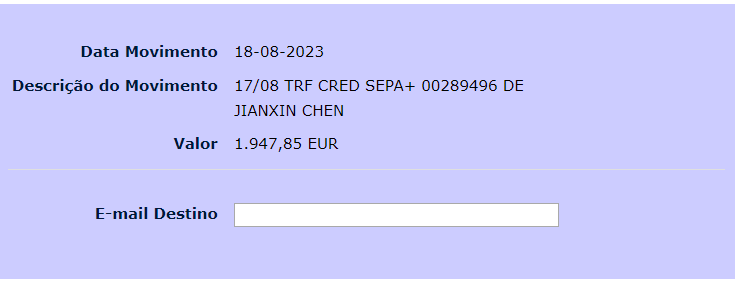 Data Movimento 18-08-2023
Descrição do Movimento 17/08 TRF CRED SEPA+ 00289496 DE
JIANXIN CHEN
Valor 1.947,85 EUR
E-mail Destino